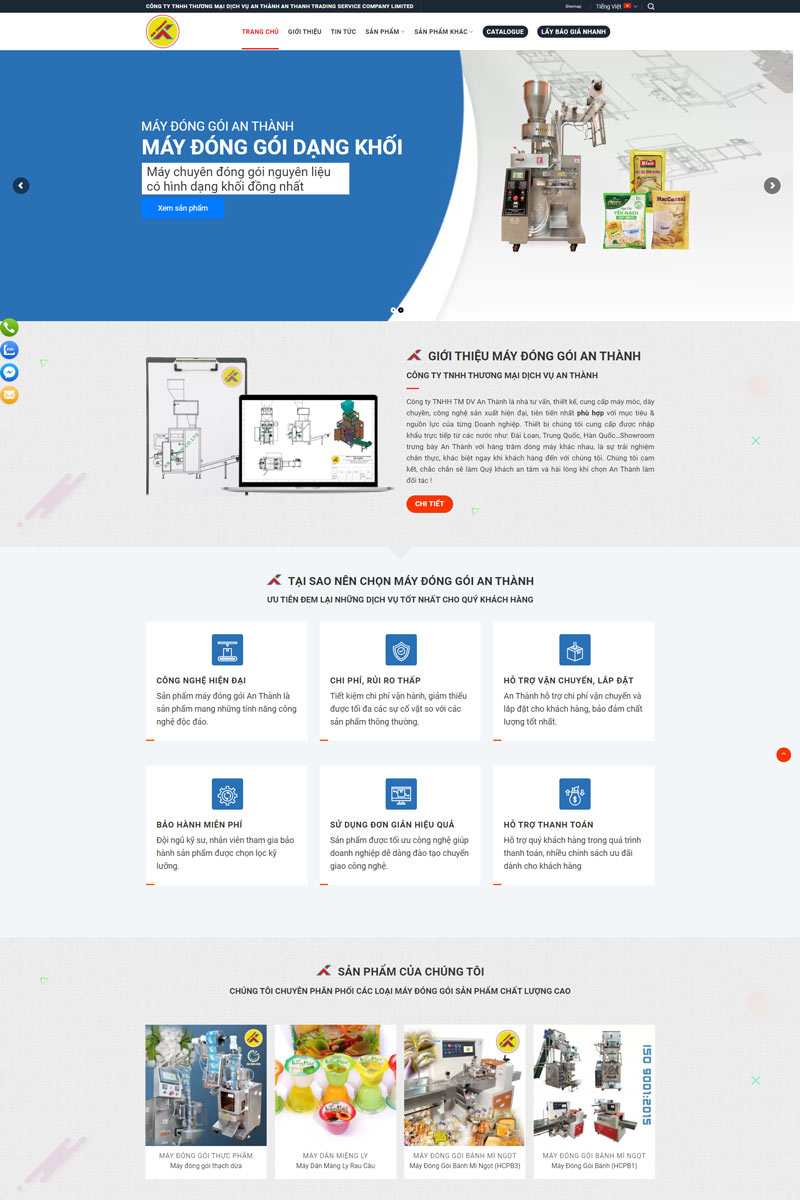 CÔNG TY TNHH THƯƠNG MẠI DỊCH VỤ AN THÀNH AN THANH TRADING SERVICE COMPANY LIMITED
Sitemap
Tiếng Việt
TRANG CHỦ
GIỚI THIỆU
TIN TỨC
SẢN PHẨM
SẢN PHẨM KHÁC
CATALOGUE
LẤY BÁO GIÁ NHANH
MÁY ĐÓNG GÓI AN THÀNH
MÁY ĐÓNG GÓI DẠNG KHỐI
Máy chuyên đóng gói nguyên liệu
có hình dạng khối đồng nhất
Xem sản phẩm
GIỚI THIỆU MÁY ĐÓNG GÓI AN THÀNH
CÔNG TY TNHH THƯƠNG MẠI DỊCH VỤ AN THÀNH
Công ty TNHH TM DV An Thành là nhà tư vấn, thiết kế, cung cấp máy móc, dây
chuyền, công nghệ sản xuất hiện đại, tiên tiến nhất phù hợp với mục tiêu &
nguồn lực của từng Doanh nghiệp. Thiết bị chúng tôi cung cấp được nhập
khẩu trực tiếp từ các nước như: Đài Loan, Trung Quốc, Hàn Quốc...Showroom
trưng bày An Thành với hàng trăm dòng máy khác nhau, là sự trải nghiệm
chân thực, khác biệt ngay khi khách hàng đến với chúng tôi. Chúng tôi cam
kết, chắc chắn sẽ làm Quý khách an tâm và hài lòng khi chọn An Thành làm
đối tác !
CHI TIẾT
TẠI SAO NÊN CHỌN MÁY ĐÓNG GÓI AN THÀNH
ƯU TIÊN ĐEM LẠI NHỮNG DỊCH VỤ TỐT NHẤT CHO QUÝ KHÁCH HÀNG
CÔNG NGHỆ HIỆN ĐẠI
Sản phẩm máy đóng gói An Thành là
sản phẩm mang những tính năng công
nghệ độc đáo.
CHI PHÍ, RỦI RO THẤP
Tiết kiệm chi phí vận hành, giảm thiểu
được tối đa các sự cố vặt so với các
sản phẩm thông thường.
HỖ TRỢ VẬN CHUYỂN, LẮP ĐẶT
An Thành hỗ trợ chi phí vận chuyển và
lắp đặt cho khách hàng, bảo đảm chất
lượng tốt nhất.
BẢO HÀNH MIỄN PHÍ
Đội ngũ kỹ sư, nhân viên tham gia bảo
hành sản phẩm được chọn lọc kỹ
lưỡng.
SỬ DỤNG ĐƠN GIẢN HIỆU QUẢ
Sản phẩm được tối ưu công nghệ giúp
doanh nghiệp dễ dàng đào tạo chuyển
giao công nghệ.
HỖ TRỢ THANH TOÁN
Hỗ trợ quý khách hàng trong quá trình
thanh toán, nhiều chính sách ưu đãi
dành cho khách hàng
SẢN PHẨM CỦA CHÚNG TÔI
CHÚNG TÔI CHUYÊN PHÂN PHỐI CÁC LOẠI MÁY ĐÓNG GÓI SẢN PHẨM CHẤT LƯỢNG CAO
ISO 9001:2015
MÁY ĐÓNG GÓI THỰC PHẨM
Máy đóng gói thạch dừa
MÁY DÁN MIỆNG LY
Máy Dán Màng Ly Rau Câu
MÁY ĐÓNG GÓI BÁNH MÌ NGỌT
Máy Đóng Gói Bánh Mì Ngọt (HCPB3)
MÁY ĐÓNG GÓI BÁNH MÌ NGỌT
Máy Đóng Gói Bánh (HCPB1)